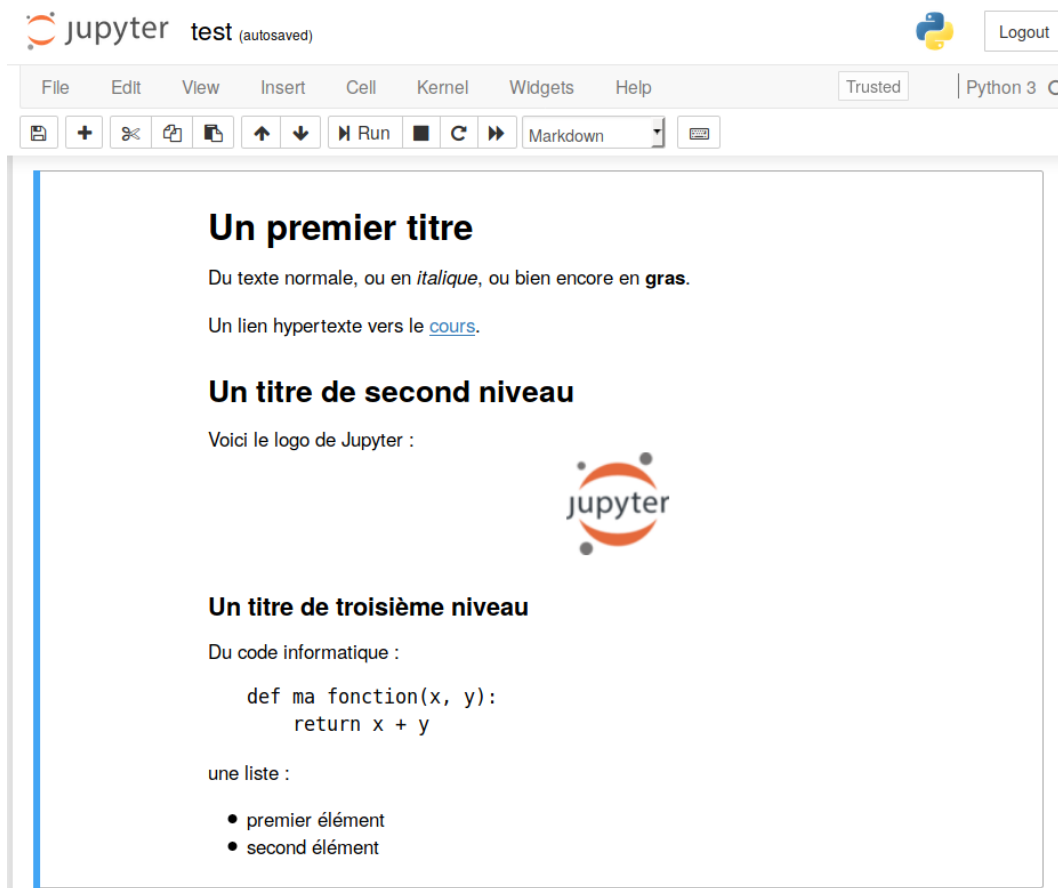 jupyter test (autosaved)
Logout
File Edit View Insert Cell Kernel Widgets Help Trusted Python 3
Run Markdown
Un premier titre
Du texte normale, ou en italique, ou bien encore en gras.
Un lien hypertexte vers le cours.
Un titre de second niveau
Voici le logo de Jupyter :
jupyter
Un titre de troisième niveau
Du code informatique :
def ma fonction(x, y):
    return x + y
une liste :
premier élément
second élément